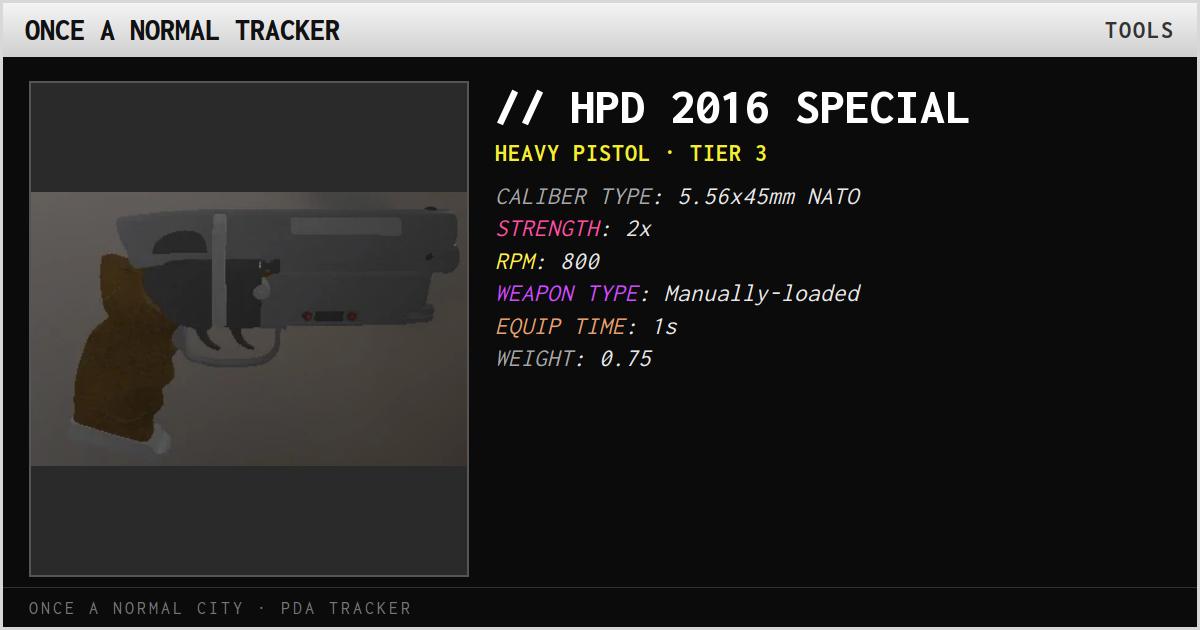 ONCE A NORMAL TRACKER
TOOLS
// HPD 2016 SPECIAL
HEAVY PISTOL · TIER 3
CALIBER TYPE: 5.56x45mm NATO
STRENGTH: 2x
RPM: 800
WEAPON TYPE: Manually-loaded
EQUIP TIME: 1s
WEIGHT: 0.75
ONCE A NORMAL CITY · PDA TRACKER